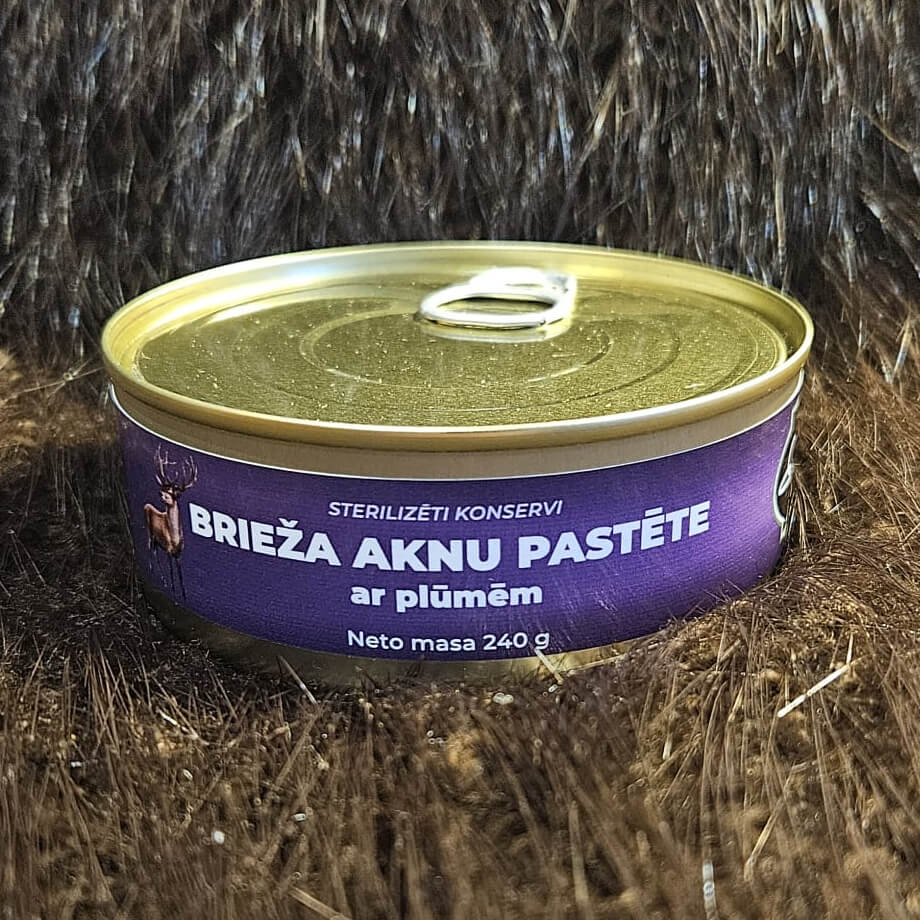 STERILIZĒTI KONSERVI
BRIEŽA AKNU PASTĒTE
ar plūmēm
Neto masa 240 g